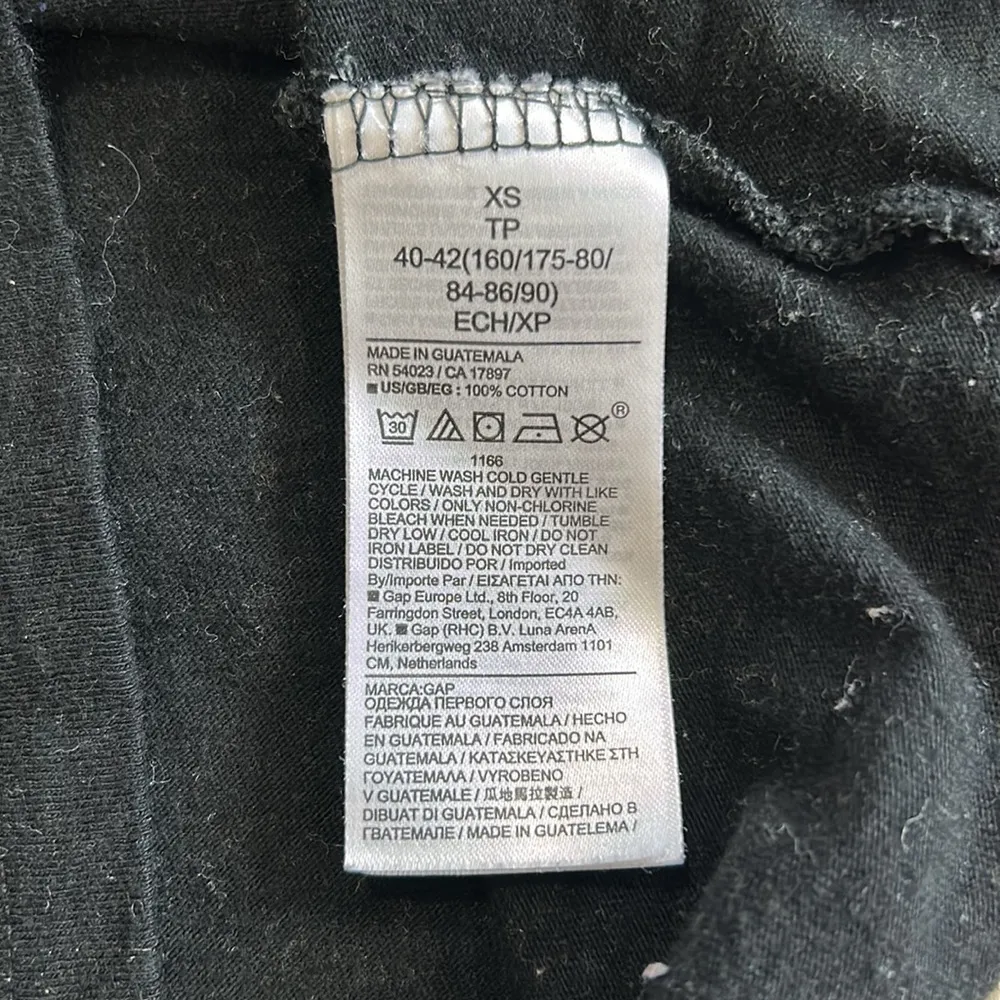 XS
TP
40-42(160/175-80/
84-86/90)
ECH/XP
MADE IN GUATEMALA
RN 54023 / CA 17897
US/GB/EG : 100% COTTON
30 ®
1166
MACHINE WASH COLD GENTLE
CYCLE / WASH AND DRY WITH LIKE
COLORS / ONLY NON-CHLORINE
BLEACH WHEN NEEDED / TUMBLE
DRY LOW / COOL IRON / DO NOT
IRON LABEL / DO NOT DRY CLEAN
DISTRIBUIDO POR / Imported
By/Importe Par / ΕΙΣΑΓΕΤΑΙ ΑΠΟ ΤΗΝ:
Gap Europe Ltd., 8th Floor, 20
Farringdon Street, London, EC4A 4AB,
UK. Gap (RHC) B.V. Luna ArenA
Herikerbergweg 238 Amsterdam 1101
CM, Netherlands
MARCA:GAP
ОДЕЖДА ПЕРВОГО СЛОЯ
FABRIQUE AU GUATEMALA / HECHO
EN GUATEMALA / FABRICADO NA
GUATEMALA / ΚΑΤΑΣΚΕΥΑΣΤΗΚΕ ΣΤΗ
ΓΟΥΑΤΕΜΑΛΑ / VYROBENO
V GUATEMALE / 瓜地馬拉製造 /
DIBUAT DI GUATEMALA / СДЕЛАНО В
ГВАТЕМАЛЕ / MADE IN GUATELEMA /